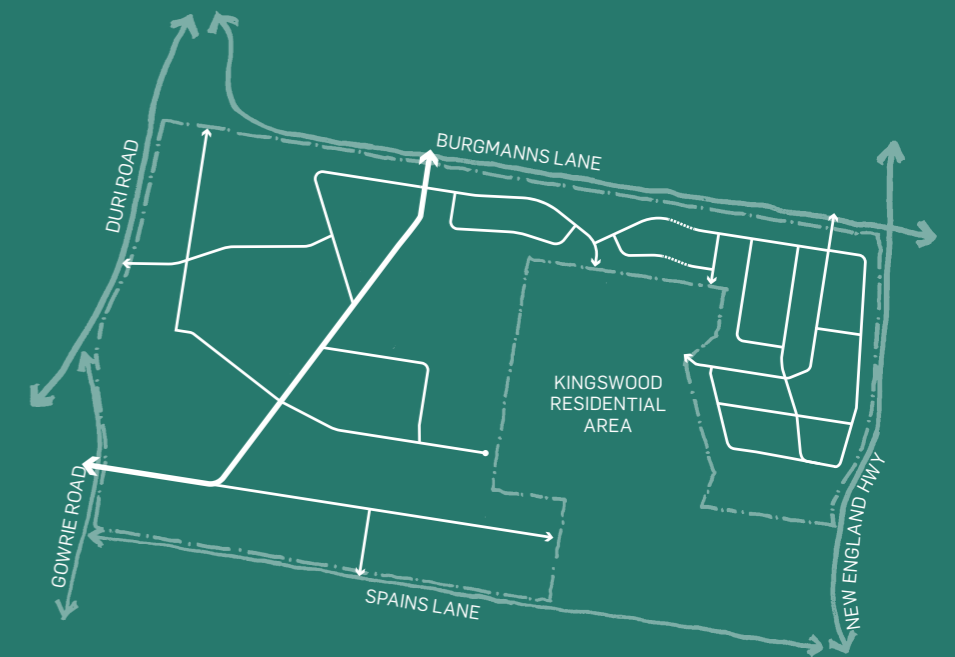 BURGMANNS LANE
DURI ROAD
KINGSWOOD
RESIDENTIAL
AREA
GOWRIE ROAD
NEW ENGLAND HWY
SPAINS LANE